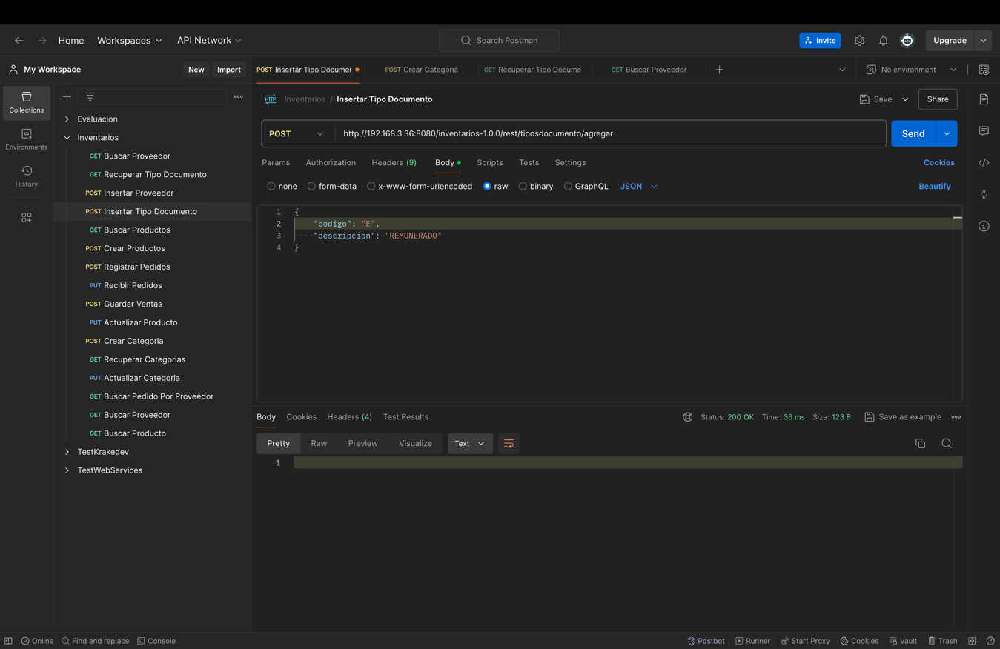 Home Workspaces API Network Search Postman Invite Upgrade
My Workspace New Import POST Insertar Tipo Documer POST Crear Categoria GET Recuperar Tipo Docume GET Buscar Proveedor No environment
Collections
Environments
History
Evaluacion
Inventarios
GET Buscar Proveedor
GET Recuperar Tipo Documento
POST Insertar Proveedor
POST Insertar Tipo Documento
GET Buscar Productos
POST Crear Productos
POST Registrar Pedidos
PUT Recibir Pedidos
POST Guardar Ventas
PUT Actualizar Producto
POST Crear Categoria
GET Recuperar Categorias
PUT Actualizar Categoria
GET Buscar Pedido Por Proveedor
GET Buscar Proveedor
GET Buscar Producto
TestKrakedev
TestWebServices
HTTP Inventarios / Insertar Tipo Documento Save Share
POST http://192.168.3.36:8080/inventarios-1.0.0/rest/tiposdocumento/agregar Send
Params Authorization Headers (9) Body Scripts Tests Settings Cookies
none form-data x-www-form-urlencoded raw binary GraphQL JSON Beautify
1 {
2 "codigo": "E",
3 "descripcion": "REMUNERADO"
4 }
Body Cookies Headers (4) Test Results Status: 200 OK Time: 36 ms Size: 123 B Save as example
Pretty Raw Preview Visualize Text
1
Online Find and replace Console Postbot Runner Start Proxy Cookies Vault Trash